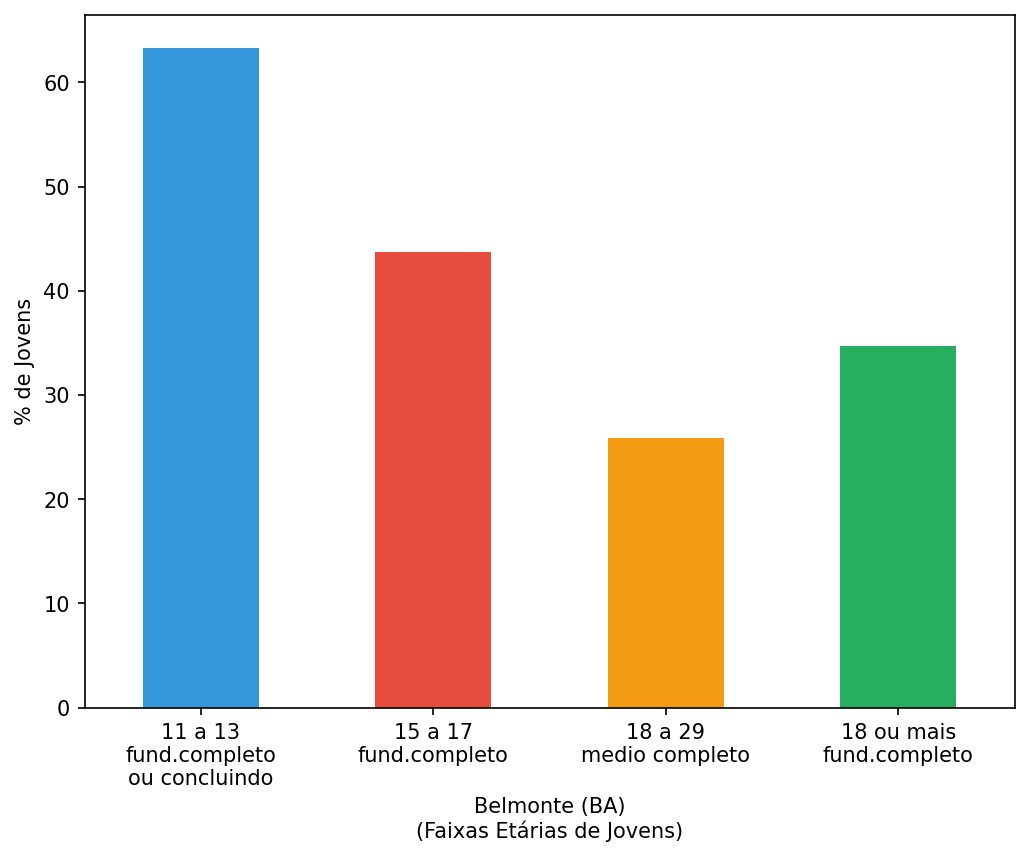 60
50
40
30
20
10
0
% de Jovens
11 a 13
fund.completo
ou concluindo
15 a 17
fund.completo
18 a 29
medio completo
18 ou mais
fund.completo
Belmonte (BA)
(Faixas Etárias de Jovens)